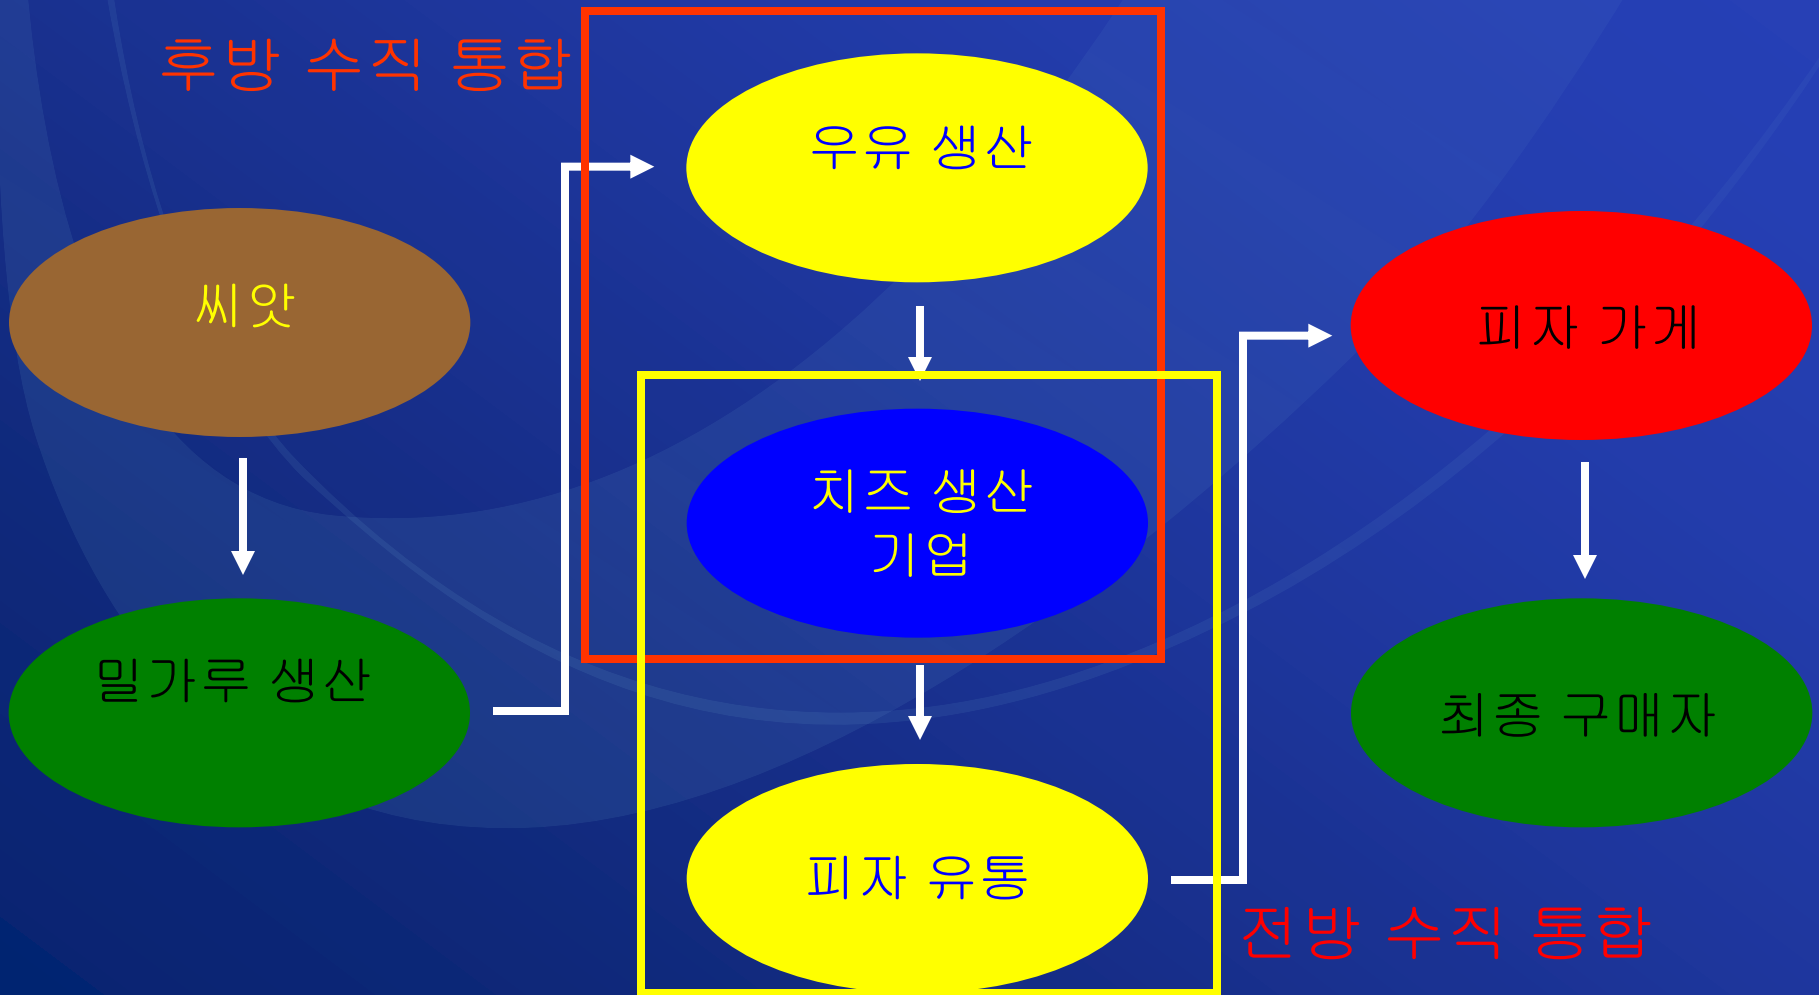 후방 수직 통합
우유 생산
씨앗
피자 가게
치즈 생산
기업
밀가루 생산
최종 구매자
피자 유통
전방 수직 통합